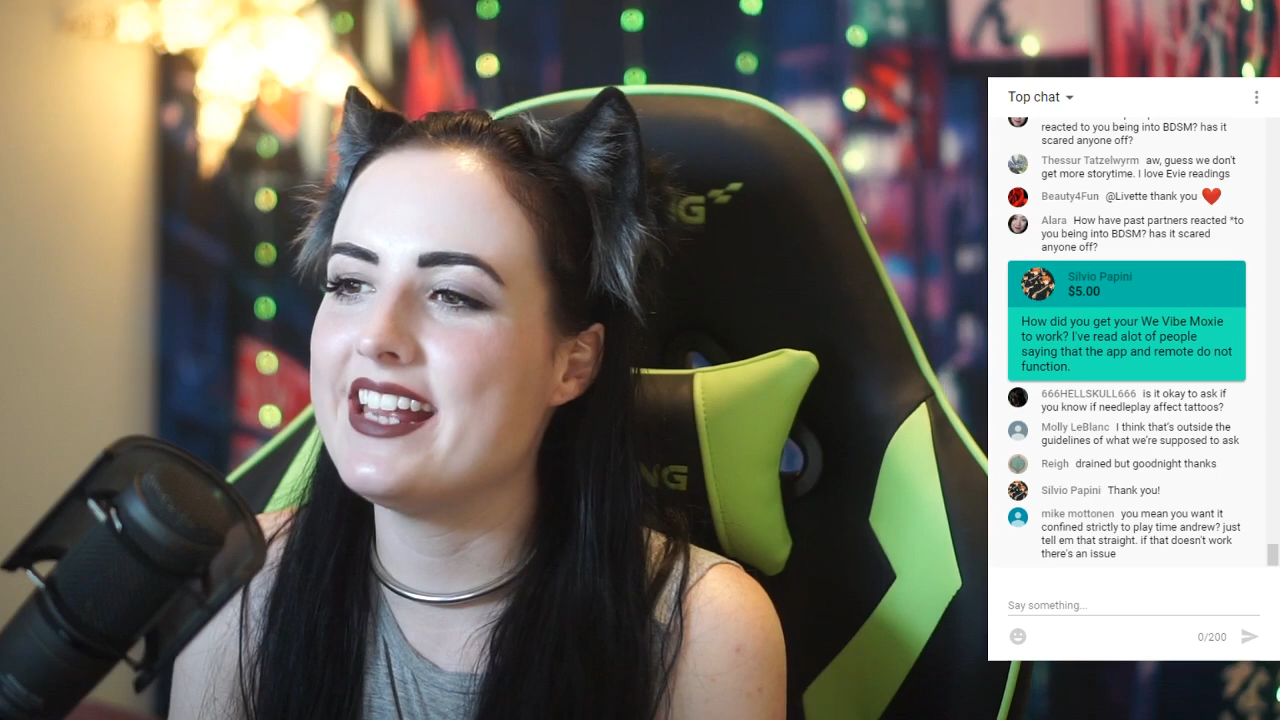 NG
NG
Top chat
reacted to you being into BDSM? has it
scared anyone off?
Thessur Tatzelwyrm aw, guess we don't
get more storytime. I love Evie readings
Beauty4Fun @Livette thank you ❤️
Alara How have past partners reacted *to
you being into BDSM? has it scared
anyone off?
Silvio Papini
$5.00
How did you get your We Vibe Moxie
to work? I've read alot of people
saying that the app and remote do not
function.
666HELLSKULL666 is it okay to ask if
you know if needleplay affect tattoos?
Molly LeBlanc I think that's outside the
guidelines of what we're supposed to ask
Reigh drained but goodnight thanks
Silvio Papini Thank you!
mike mottonen you mean you want it
confined strictly to play time andrew? just
tell em that straight. if that doesn't work
there's an issue
Say something...
0/200